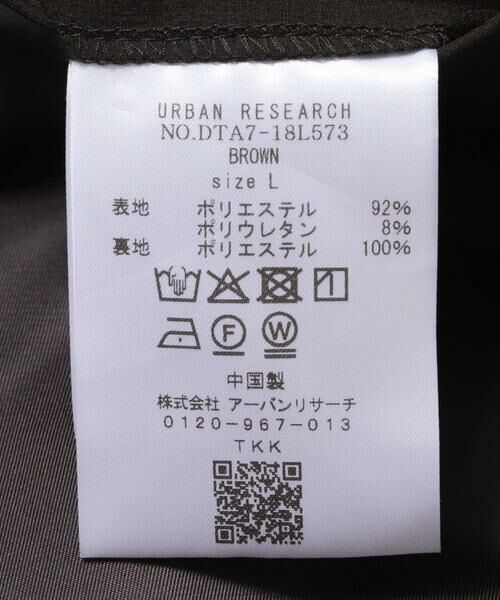 URBAN RESEARCH
NO.DTA7-18L573
BROWN
size L
表地 ポリエステル 92%
ポリウレタン 8%
裏地 ポリエステル 100%
F W
中国製
株式会社 アーバンリサーチ
0120-967-013
TKK